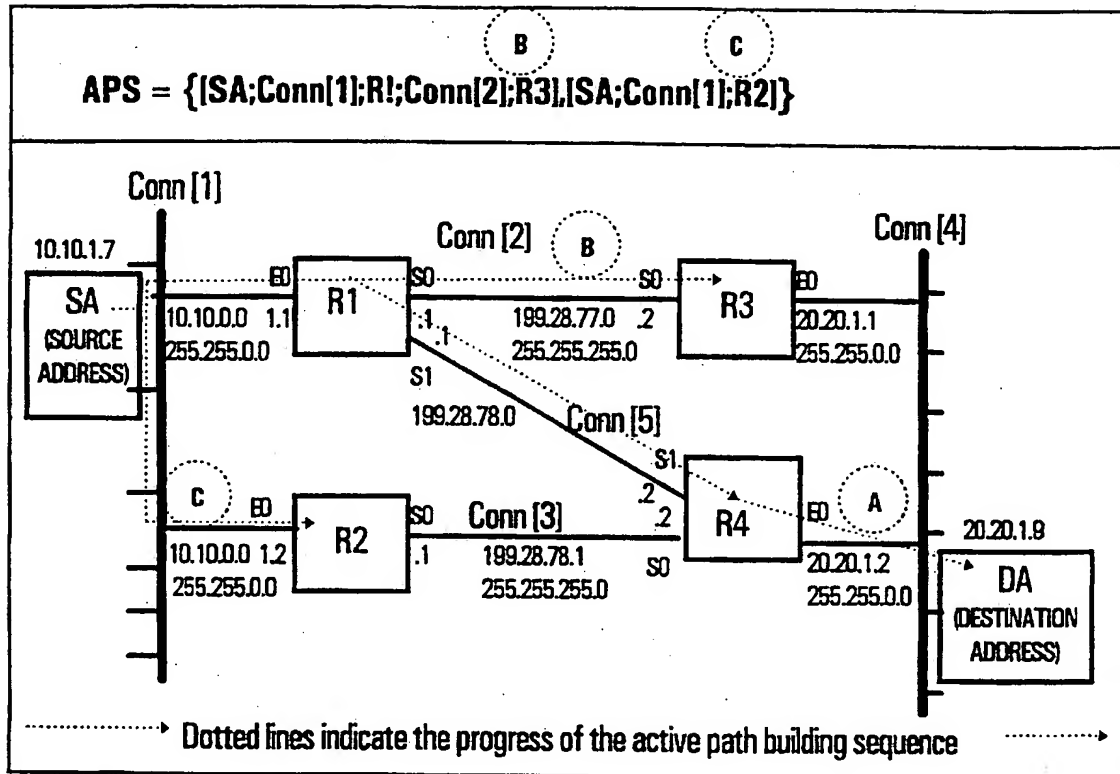 B
C
APS = {[SA;Conn[1];R!;Conn[2];R3],[SA;Conn[1];R2]}
Conn [1]
Conn [2]
B
Conn [4]
10.10.1.7
SA
(SOURCE
ADDRESS)
E0
R1
S0
S0
R3
E0
10.10.0.0 1.1
255.255.0.0
.1
.1
199.28.77.0 .2
255.255.255.0
20.20.1.1
255.255.0.0
S1
199.28.78.0
Conn [5]
S1
.2
C
E0
R2
S0
Conn [3]
.2
R4
E0
A
10.10.0.0 1.2
255.255.0.0
.1
199.28.78.1
255.255.255.0
S0
20.20.1.2
255.255.0.0
20.20.1.9
DA
(DESTINATION
ADDRESS)
Dotted lines indicate the progress of the active path building sequence